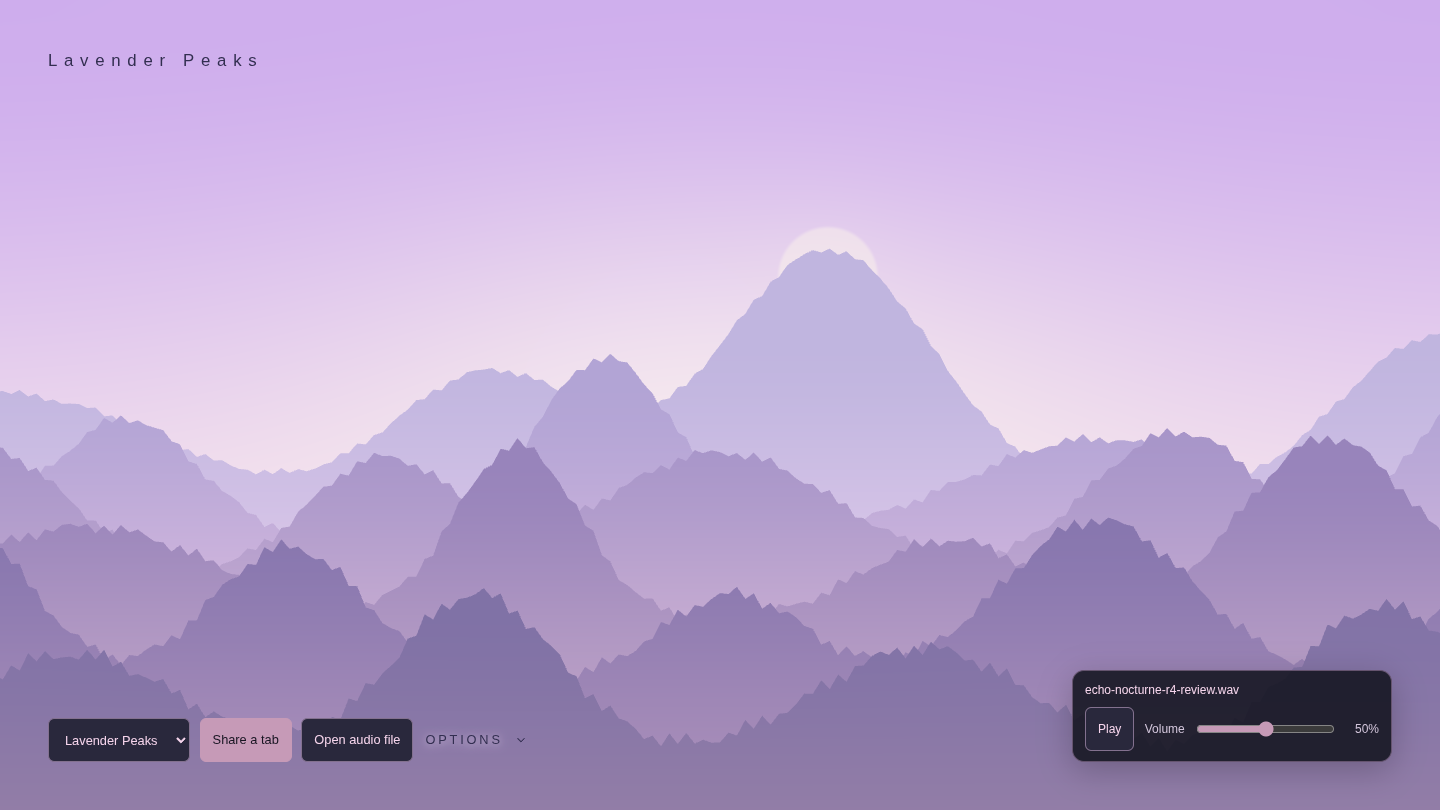 Lavender Peaks
echo-nocturne-r4-review.wav
Play Volume 50%
Lavender Peaks Share a tab Open audio file OPTIONS